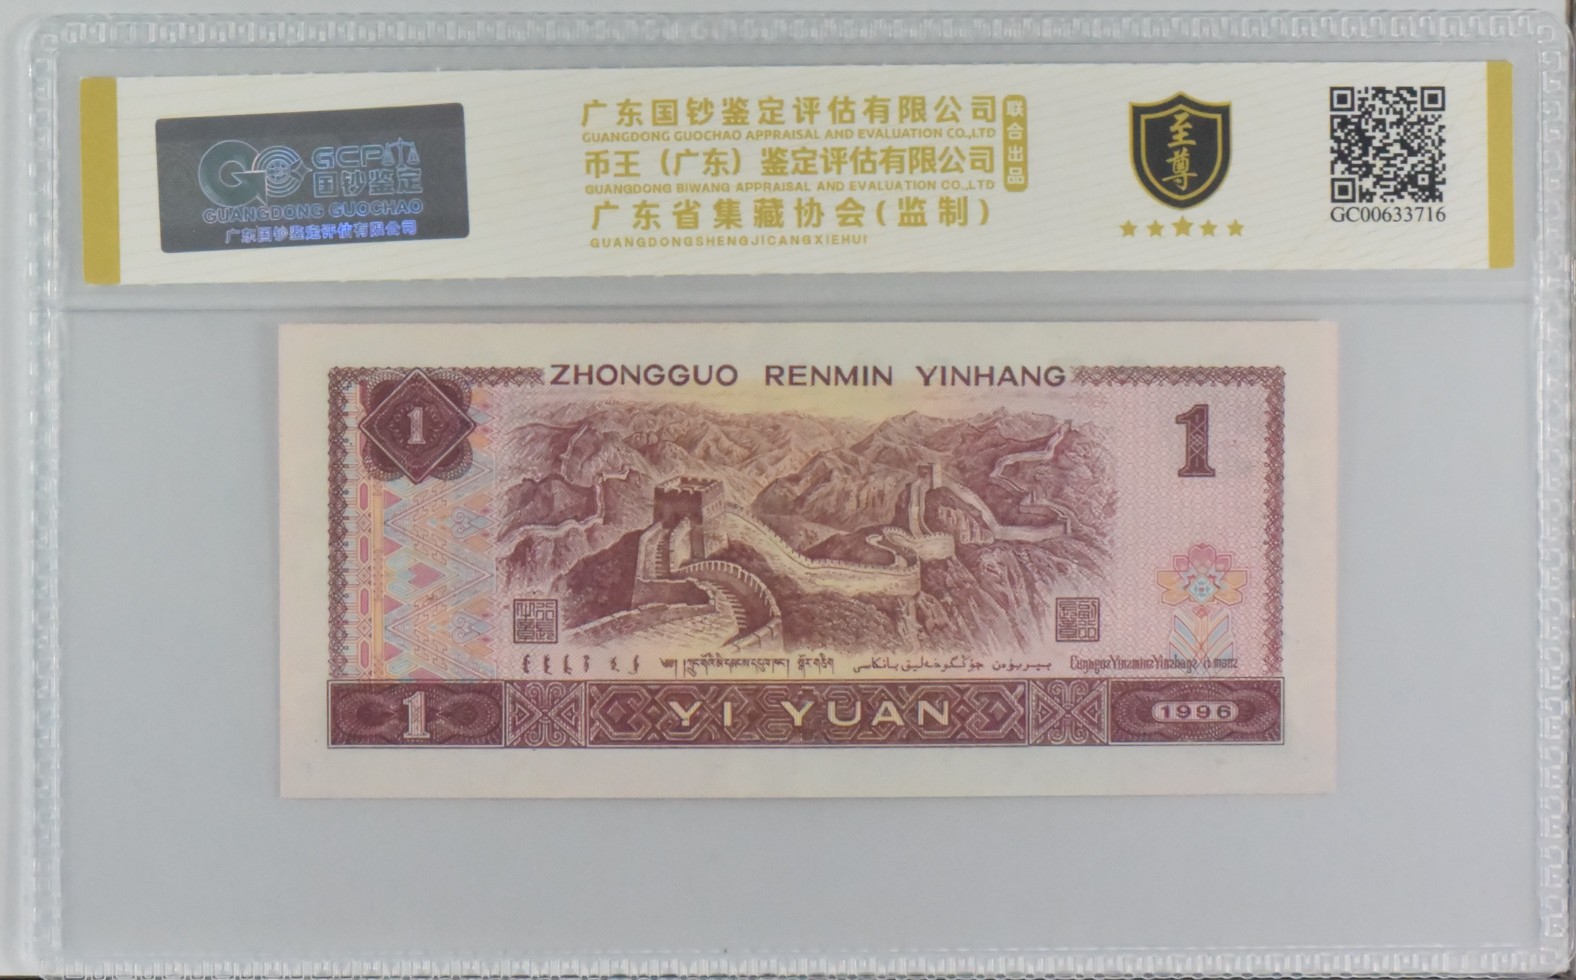 GCP
国钞鉴定
GUANGDONG GUOCHAO
广东国钞鉴定评估有限公司
广东国钞鉴定评估有限公司
GUANGDONG GUOCHAO APPRAISAL AND EVALUATION CO.,LTD
币王（广东）鉴定评估有限公司
GUANGDONG BIWANG APPRAISAL AND EVALUATION CO.,LTD
广东省集藏协会(监制)
GUANGDONGSHENGJICANGXIEHUI
联合出品
至尊
GC00633716
ZHONGGUO RENMIN YINHANG
1
1
1
YI YUAN
1996